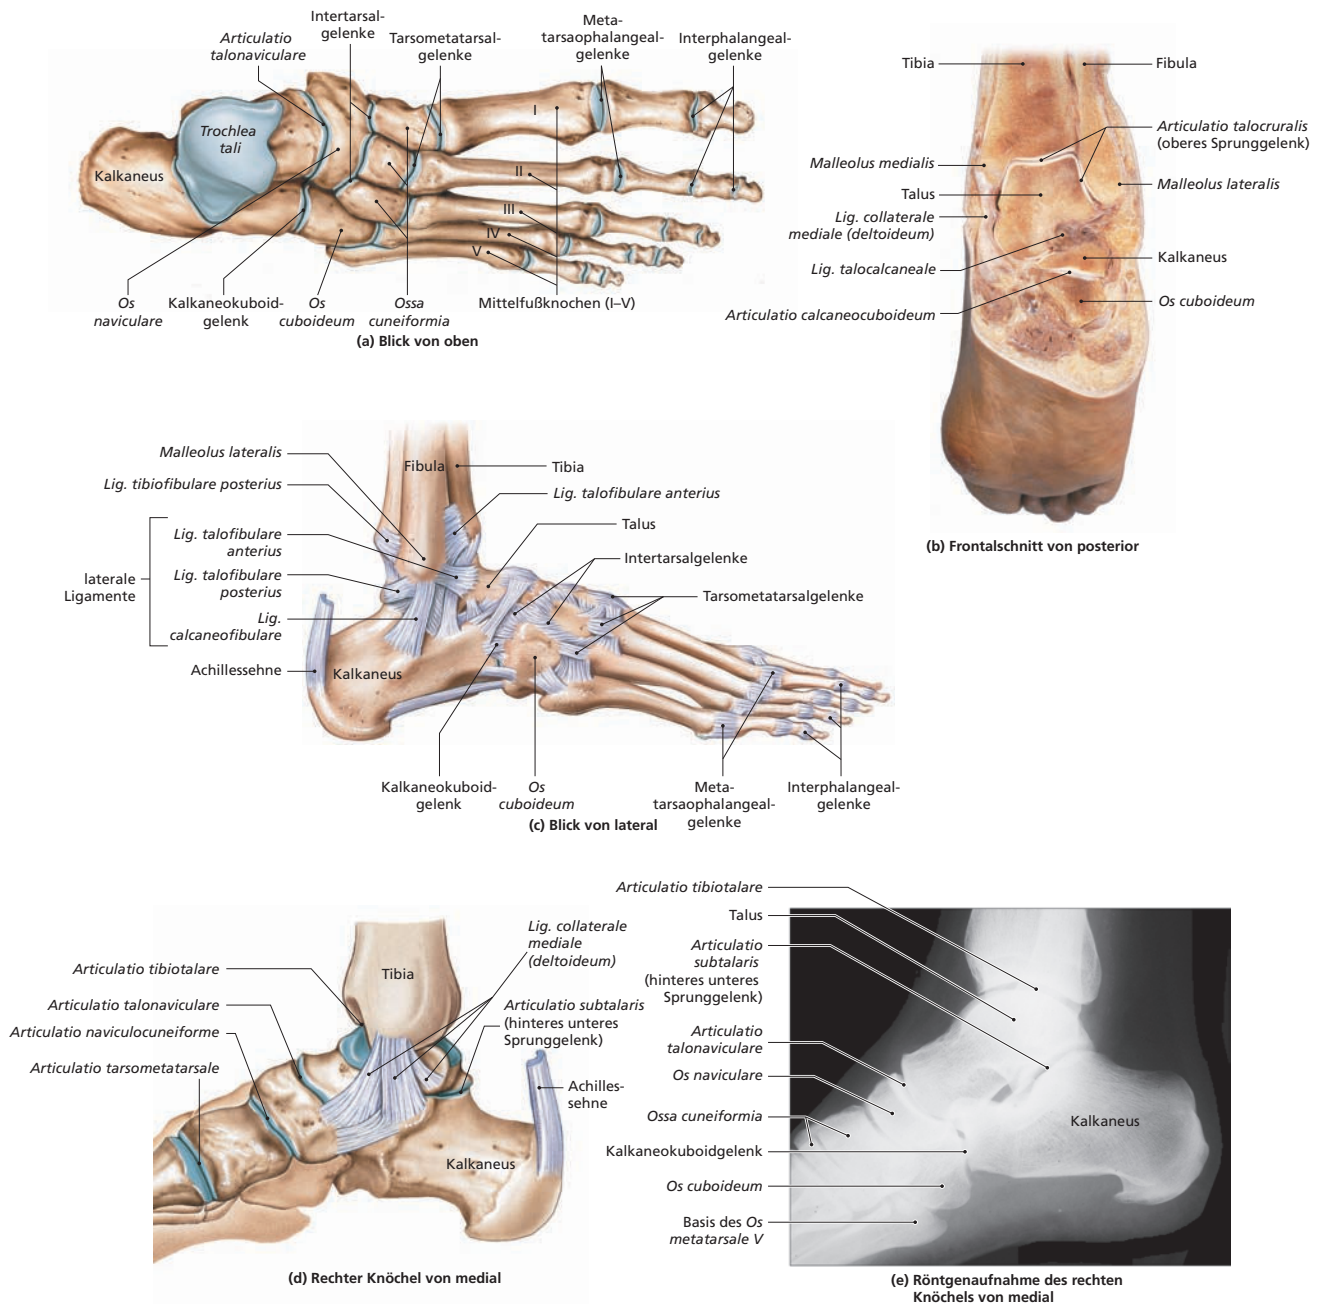 Intertarsal-
gelenke
Articulatio
talonaviculare
Tarsometatarsal-
gelenke
Meta-
tarsaophalangeal-
gelenke
Interphalangeal-
gelenke
Trochlea
tali
Kalkaneus
I
II
III
IV
V
Os
naviculare
Kalkaneokuboid-
gelenk
Os
cuboideum
Ossa
cuneiformia
Mittelfußknochen (I–V)
(a) Blick von oben
Tibia
Fibula
Articulatio talocruralis
(oberes Sprunggelenk)
Malleolus medialis
Malleolus lateralis
Talus
Lig. collaterale
mediale (deltoideum)
Lig. talocalcaneale
Kalkaneus
Os cuboideum
Articulatio calcaneocuboideum
(b) Frontalschnitt von posterior
Malleolus lateralis
Fibula
Tibia
Lig. tibiofibulare posterius
Lig. talofibulare anterius
Talus
Lig. talofibulare
anterius
Intertarsalgelenke
laterale
Ligamente
Lig. talofibulare
posterius
Tarsometatarsalgelenke
Lig.
calcaneofibulare
Achillessehne
Kalkaneus
Kalkaneokuboid-
gelenk
Os
cuboideum
Meta-
tarsaophalangeal-
gelenke
Interphalangeal-
gelenke
(c) Blick von lateral
Lig. collaterale
mediale
(deltoideum)
Tibia
Articulatio tibiotalare
Articulatio talonaviculare
Articulatio subtalaris
(hinteres unteres
Sprunggelenk)
Articulatio naviculocuneiforme
Articulatio tarsometatarsale
Achilles-
sehne
Kalkaneus
(d) Rechter Knöchel von medial
Articulatio tibiotalare
Talus
Articulatio
subtalaris
(hinteres unteres
Sprunggelenk)
Articulatio
talonaviculare
Os naviculare
Ossa cuneiformia
Kalkaneus
Kalkaneokuboidgelenk
Os cuboideum
Basis des Os
metatarsale V
(e) Röntgenaufnahme des rechten
Knöchels von medial